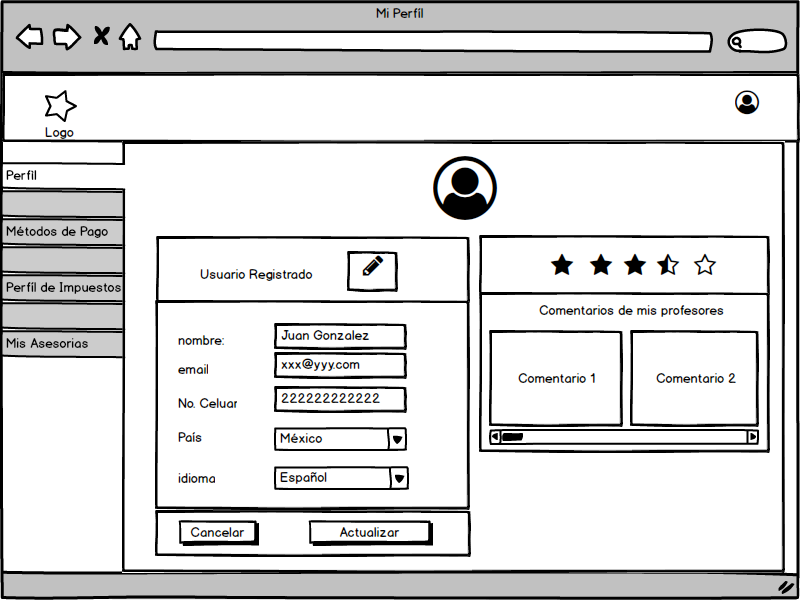 Mi Perfil
Logo
Perfil
Métodos de Pago
Perfil de Impuestos
Mis Asesorias
Usuario Registrado
nombre:
Juan Gonzalez
email
xxx@yyy.com
No. Celuar
222222222222
País
México
idioma
Español
Cancelar
Actualizar
Comentarios de mis profesores
Comentario 1
Comentario 2